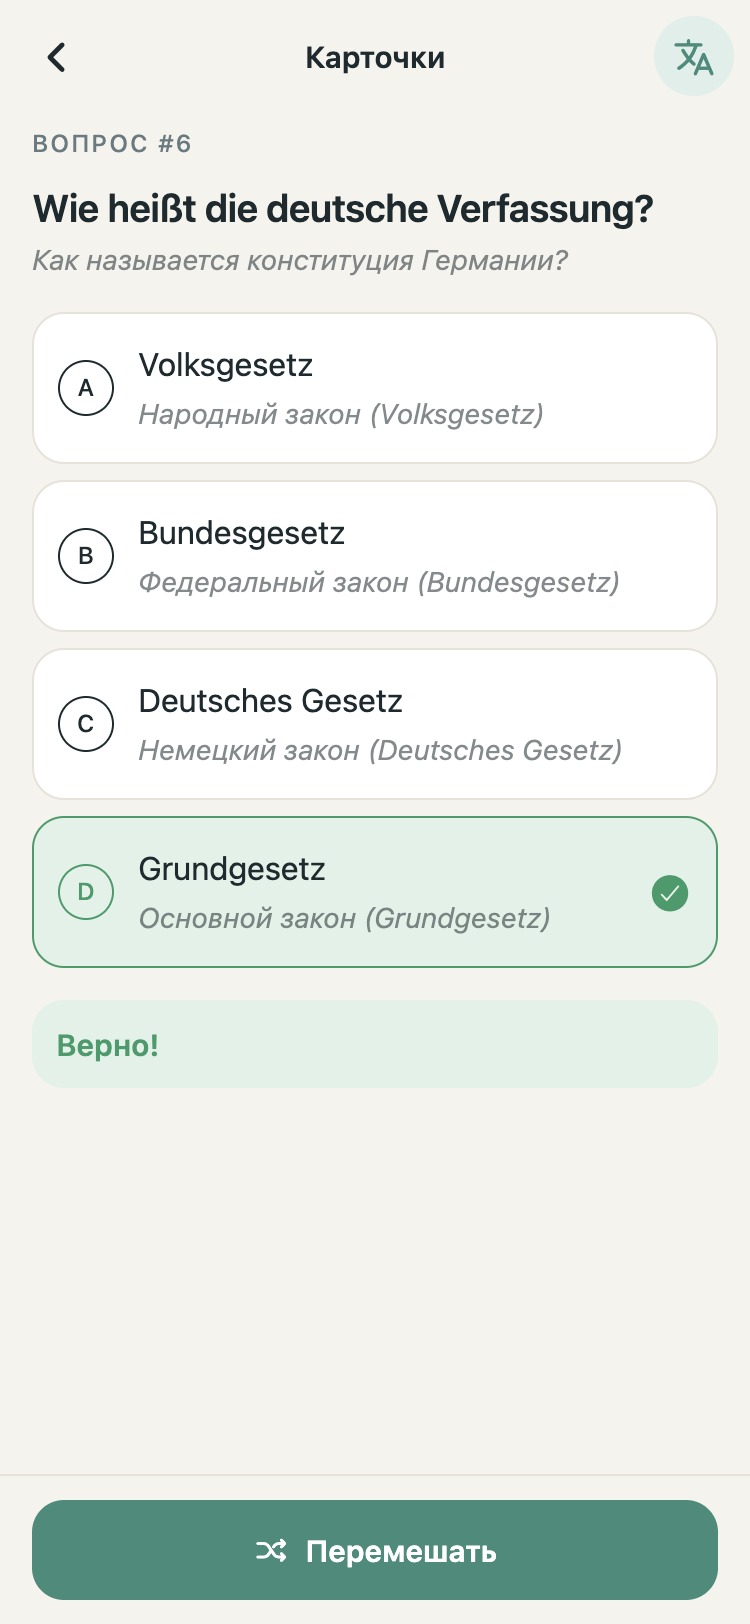 Карточки
ВОПРОС #6
Wie heißt die deutsche Verfassung?
Как называется конституция Германии?
A
Volksgesetz
Народный закон (Volksgesetz)
B
Bundesgesetz
Федеральный закон (Bundesgesetz)
C
Deutsches Gesetz
Немецкий закон (Deutsches Gesetz)
D
Grundgesetz
Основной закон (Grundgesetz)
Верно!
Перемешать